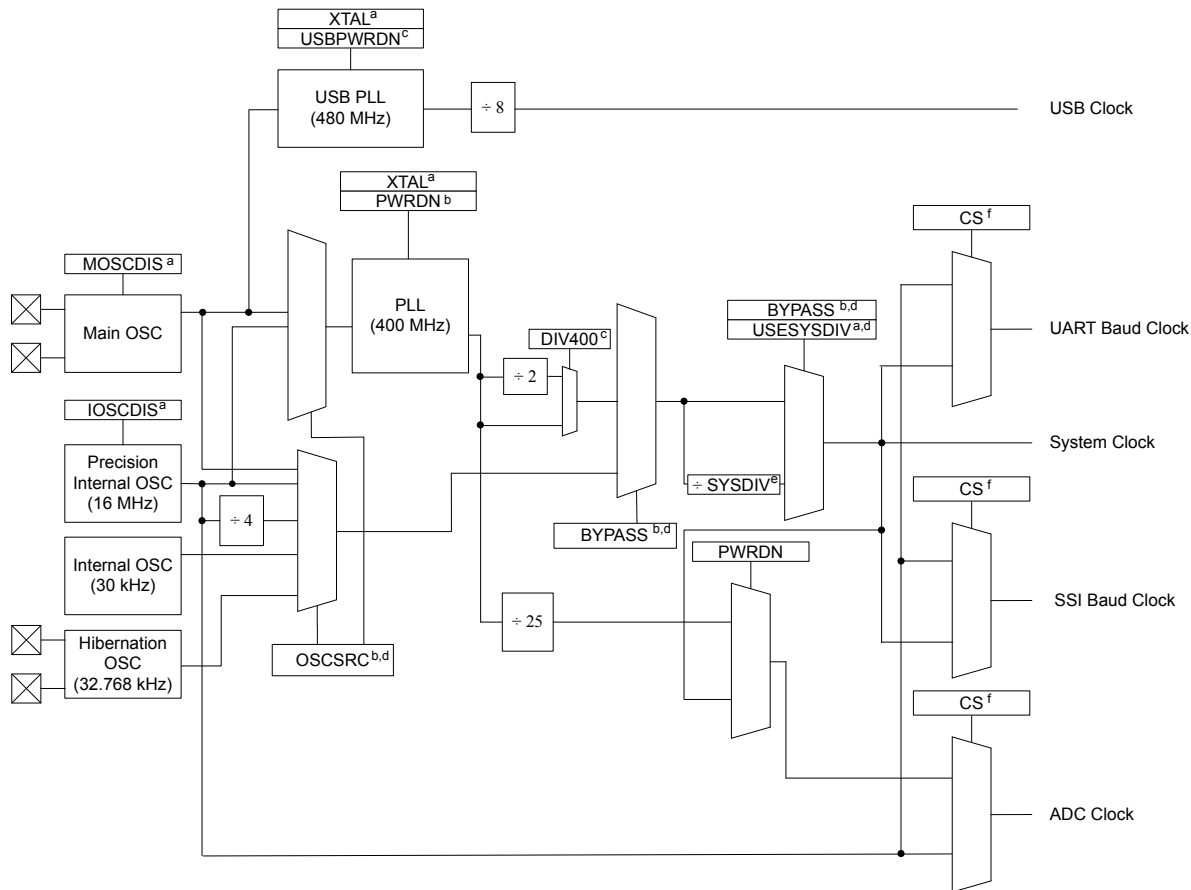 XTALa
USBPWRDNc
USB PLL
(480 MHz)
÷ 8
USB Clock
XTALa
PWRDNb
CS f
MOSCDISa
Main OSC
PLL
(400 MHz)
BYPASS b,d
USESYSDIVa,d
UART Baud Clock
DIV400c
÷ 2
IOSCDISa
Precision
Internal OSC
(16 MHz)
System Clock
÷ SYSDIVe
CS f
÷ 4
BYPASS b,d
PWRDN
Internal OSC
(30 kHz)
SSI Baud Clock
÷ 25
Hibernation
OSC
(32.768 kHz)
OSCSRCb,d
CS f
ADC Clock